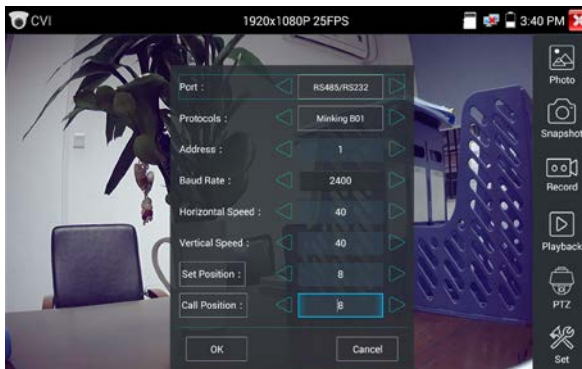 CVI 1920x1080P 25FPS 3:40 PM
Port : RS485/RS232
Protocols : Minking B01
Address : 1
Baud Rate : 2400
Horizontal Speed : 40
Vertical Speed : 40
Set Position : 8
Call Position : 8
OK Cancel
Photo
Snapshot
Record
Playback
PTZ
Set